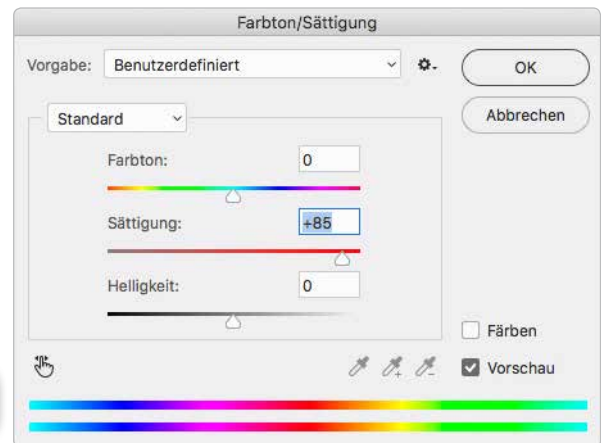 Farbton/Sättigung
Vorgabe: Benutzerdefiniert
OK
Abbrechen
Standard
Farbton: 0
Sättigung: +85
Helligkeit: 0
Färben
Vorschau